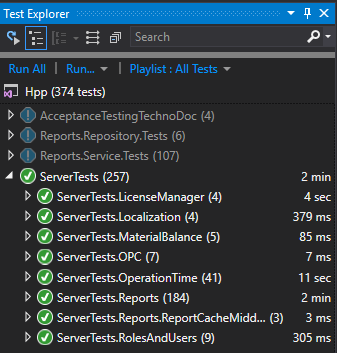 Test Explorer
Search
Run All | Run... | Playlist : All Tests
Hpp (374 tests)
AcceptanceTestingTechnoDoc (4)
Reports.Repository.Tests (6)
Reports.Service.Tests (107)
ServerTests (257) 2 min
ServerTests.LicenseManager (4) 4 sec
ServerTests.Localization (4) 379 ms
ServerTests.MaterialBalance (5) 85 ms
ServerTests.OPC (7) 7 ms
ServerTests.OperationTime (41) 11 sec
ServerTests.Reports (184) 2 min
ServerTests.Reports.ReportCacheMidd... (3) 3 ms
ServerTests.RolesAndUsers (9) 305 ms